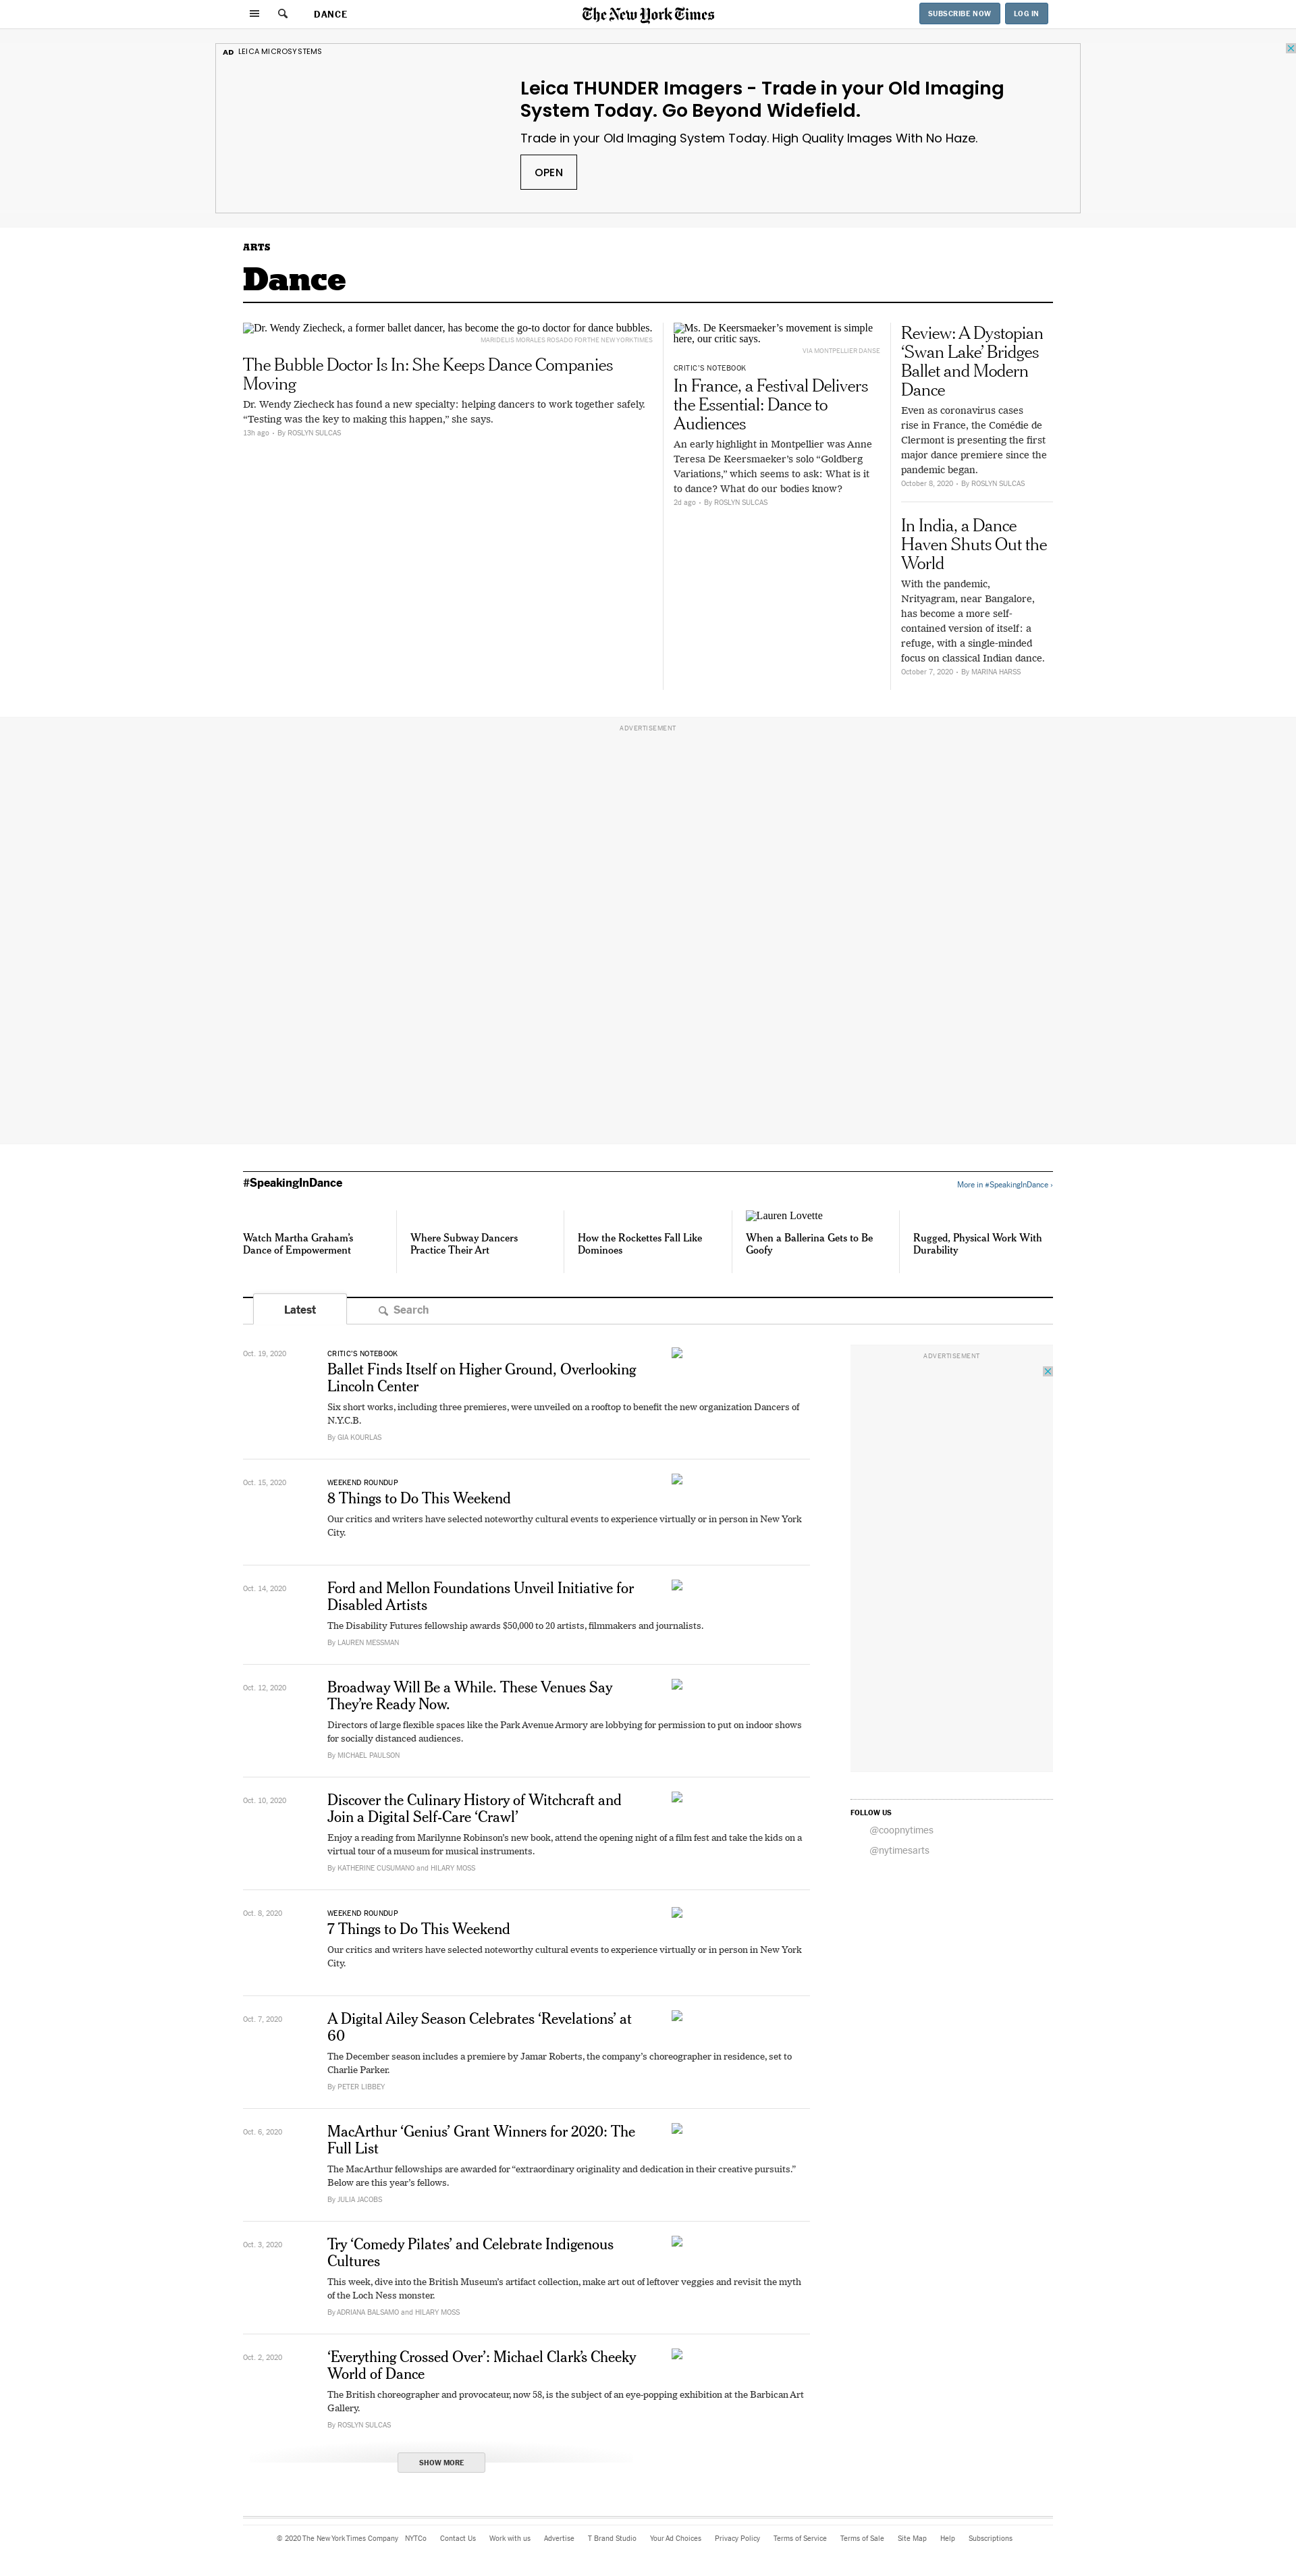 DANCE
The New York Times
SUBSCRIBE NOW
LOG IN
AD LEICA MICROSYSTEMS
Leica THUNDER Imagers - Trade in your Old Imaging
System Today. Go Beyond Widefield.
Trade in your Old Imaging System Today. High Quality Images With No Haze.
OPEN
ARTS
Dance
Dr. Wendy Ziecheck, a former ballet dancer, has become the go-to doctor for dance bubbles.
MARIDELIS MORALES ROSADO FOR THE NEW YORK TIMES
The Bubble Doctor Is In: She Keeps Dance Companies
Moving
Dr. Wendy Ziecheck has found a new specialty: helping dancers to work together safely.
“Testing was the key to making this happen,” she says.
13h ago • By ROSLYN SULCAS
Ms. De Keersmaeker’s movement is simple
here, our critic says.
VIA MONTPELLIER DANSE
CRITIC’S NOTEBOOK
In France, a Festival Delivers
the Essential: Dance to
Audiences
An early highlight in Montpellier was Anne
Teresa De Keersmaeker’s solo “Goldberg
Variations,” which seems to ask: What is it
to dance? What do our bodies know?
2d ago • By ROSLYN SULCAS
Review: A Dystopian
‘Swan Lake’ Bridges
Ballet and Modern
Dance
Even as coronavirus cases
rise in France, the Comédie de
Clermont is presenting the first
major dance premiere since the
pandemic began.
October 8, 2020 • By ROSLYN SULCAS
In India, a Dance
Haven Shuts Out the
World
With the pandemic,
Nrityagram, near Bangalore,
has become a more self-
contained version of itself: a
refuge, with a single-minded
focus on classical Indian dance.
October 7, 2020 • By MARINA HARSS
ADVERTISEMENT
#SpeakingInDance
More in #SpeakingInDance ›
Watch Martha Graham’s
Dance of Empowerment
Where Subway Dancers
Practice Their Art
How the Rockettes Fall Like
Dominoes
Lauren Lovette
When a Ballerina Gets to Be
Goofy
Rugged, Physical Work With
Durability
Latest
Search
Oct. 19, 2020
CRITIC’S NOTEBOOK
Ballet Finds Itself on Higher Ground, Overlooking
Lincoln Center
Six short works, including three premieres, were unveiled on a rooftop to benefit the new organization Dancers of
N.Y.C.B.
By GIA KOURLAS
Oct. 15, 2020
WEEKEND ROUNDUP
8 Things to Do This Weekend
Our critics and writers have selected noteworthy cultural events to experience virtually or in person in New York
City.
Oct. 14, 2020
Ford and Mellon Foundations Unveil Initiative for
Disabled Artists
The Disability Futures fellowship awards $50,000 to 20 artists, filmmakers and journalists.
By LAUREN MESSMAN
Oct. 12, 2020
Broadway Will Be a While. These Venues Say
They’re Ready Now.
Directors of large flexible spaces like the Park Avenue Armory are lobbying for permission to put on indoor shows
for socially distanced audiences.
By MICHAEL PAULSON
Oct. 10, 2020
Discover the Culinary History of Witchcraft and
Join a Digital Self-Care ‘Crawl’
Enjoy a reading from Marilynne Robinson’s new book, attend the opening night of a film fest and take the kids on a
virtual tour of a museum for musical instruments.
By KATHERINE CUSUMANO and HILARY MOSS
Oct. 8, 2020
WEEKEND ROUNDUP
7 Things to Do This Weekend
Our critics and writers have selected noteworthy cultural events to experience virtually or in person in New York
City.
Oct. 7, 2020
A Digital Ailey Season Celebrates ‘Revelations’ at
60
The December season includes a premiere by Jamar Roberts, the company’s choreographer in residence, set to
Charlie Parker.
By PETER LIBBEY
Oct. 6, 2020
MacArthur ‘Genius’ Grant Winners for 2020: The
Full List
The MacArthur fellowships are awarded for “extraordinary originality and dedication in their creative pursuits.”
Below are this year’s fellows.
By JULIA JACOBS
Oct. 3, 2020
Try ‘Comedy Pilates’ and Celebrate Indigenous
Cultures
This week, dive into the British Museum’s artifact collection, make art out of leftover veggies and revisit the myth
of the Loch Ness monster.
By ADRIANA BALSAMO and HILARY MOSS
Oct. 2, 2020
‘Everything Crossed Over’: Michael Clark’s Cheeky
World of Dance
The British choreographer and provocateur, now 58, is the subject of an eye-popping exhibition at the Barbican Art
Gallery.
By ROSLYN SULCAS
SHOW MORE
ADVERTISEMENT
FOLLOW US
@coopnytimes
@nytimesarts
© 2020 The New York Times Company NYTCo Contact Us Work with us Advertise T Brand Studio Your Ad Choices Privacy Policy Terms of Service Terms of Sale Site Map Help Subscriptions